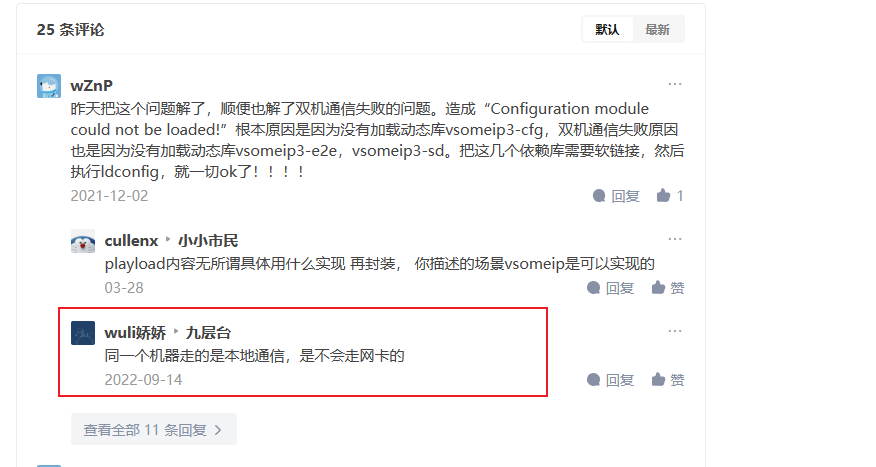 25 条评论
默认
最新
wZnP
昨天把这个问题解了，顺便也解了双机通信失败的问题。造成“Configuration module
could not be loaded!”根本原因是因为没有加载动态库vsomeip3-cfg，双机通信失败原因
也是因为没有加载动态库vsomeip3-e2e，vsomeip3-sd。把这几个依赖库需要软链接，然后
执行ldconfig，就一切ok了！！！！
2021-12-02
回复
1
cullenx
小小市民
playload内容无所谓具体用什么实现 再封装， 你描述的场景vsomeip是可以实现的
03-28
回复
赞
wuli娇娇
九层台
同一个机器走的是本地通信，是不会走网卡的
2022-09-14
回复
赞
查看全部 11 条回复